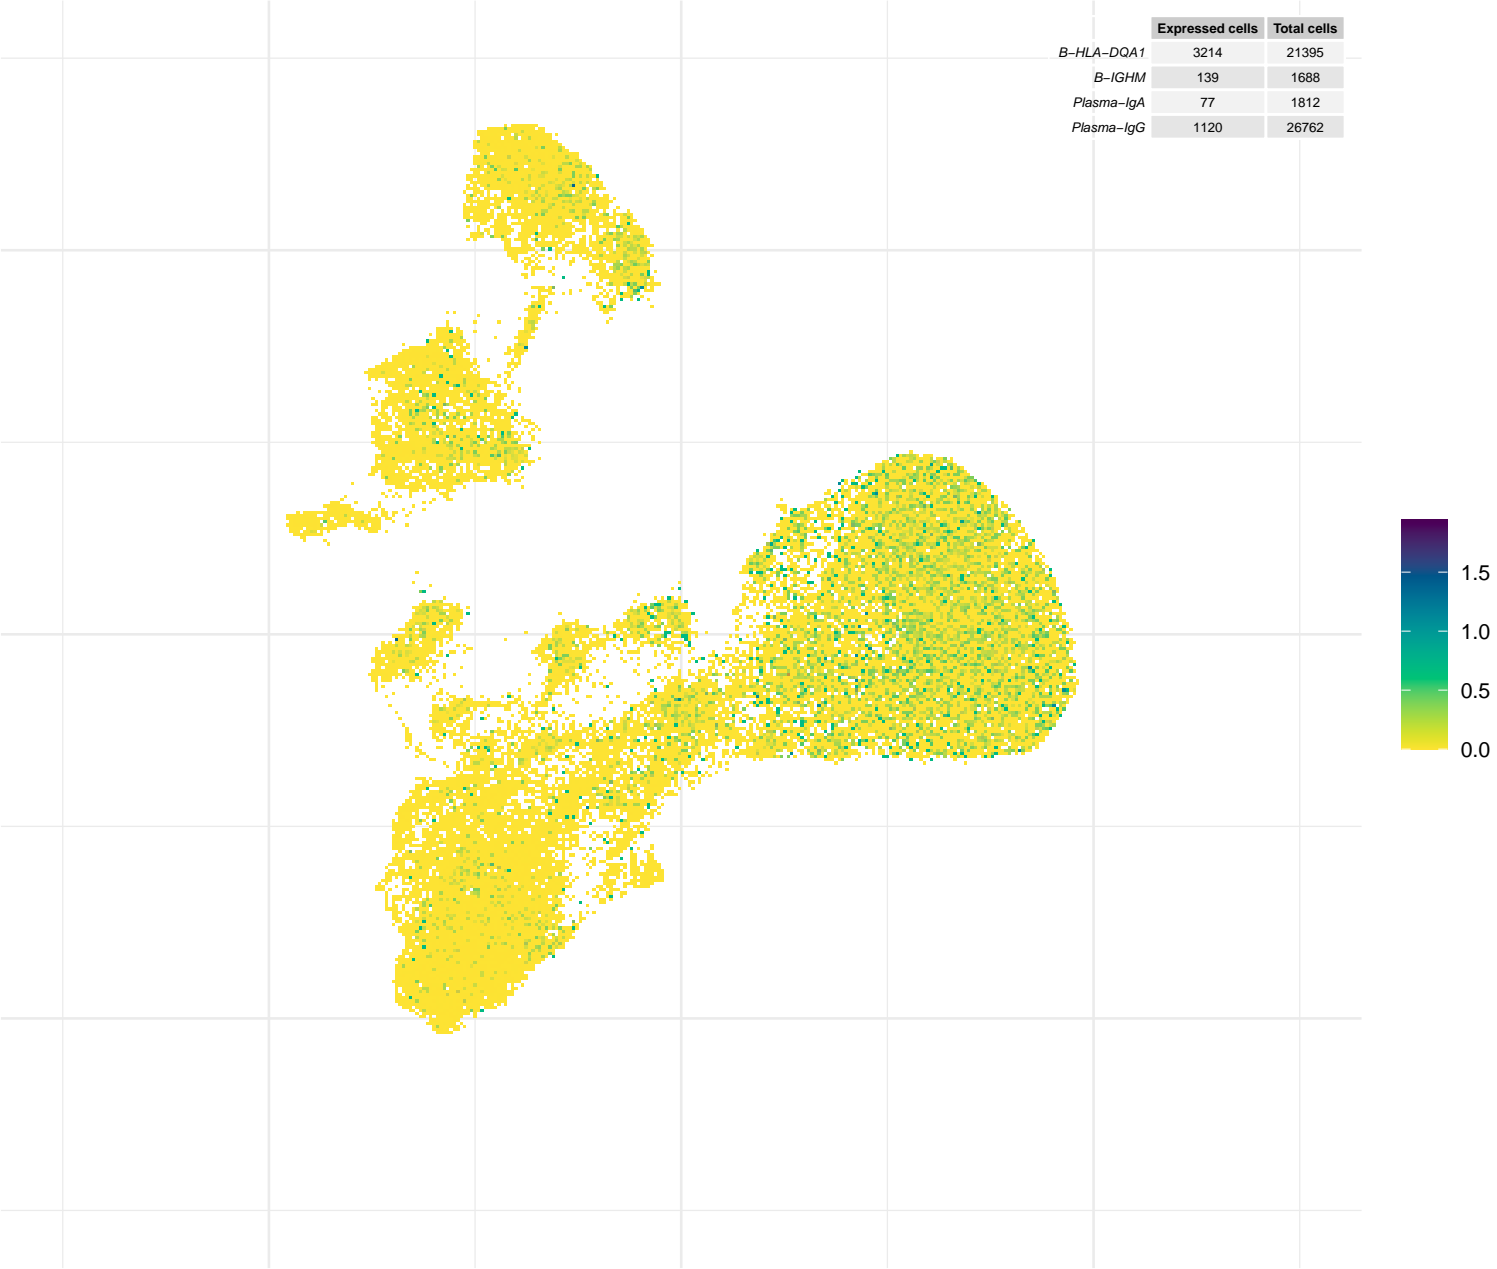 Expressed cells Total cells
B−HLA−DQA1 3214 21395
B−IGHM 139 1688
Plasma−IgA 77 1812
Plasma−IgG 1120 26762
1.5
1.0
0.5
0.0